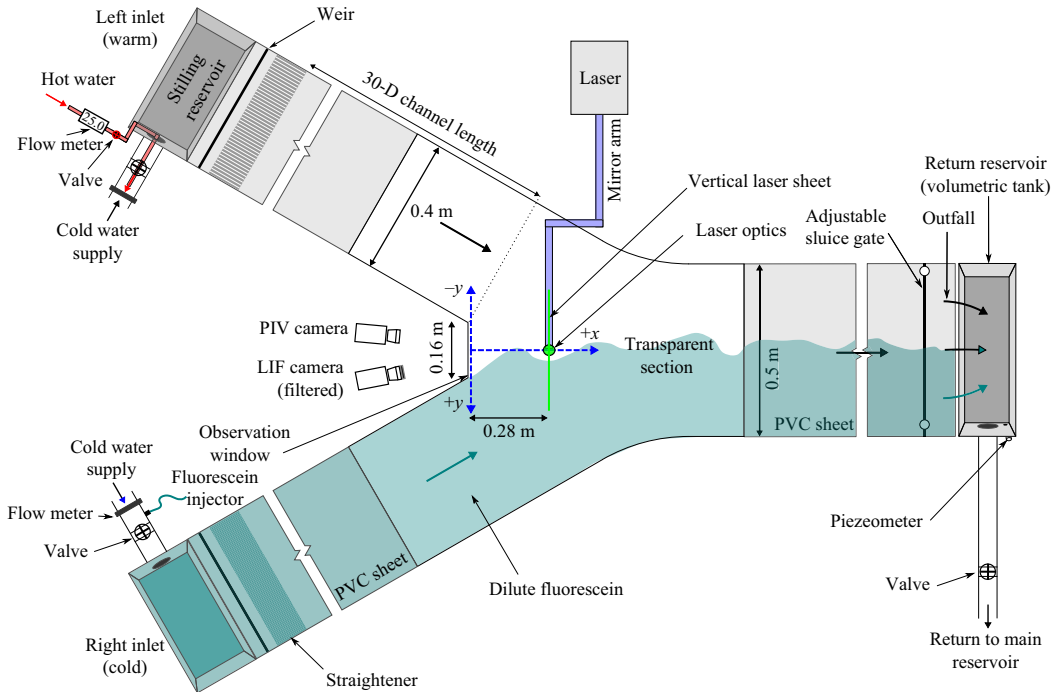 Left inlet
(warm)
Weir
Hot water
Stilling
reservoir
25.0
Flow meter
Valve
Cold water
supply
30-D channel length
0.4 m
Laser
Mirror arm
Vertical laser sheet
Laser optics
Return reservoir
(volumetric tank)
Adjustable
sluice gate
Outfall
–y
+x
+y
PIV camera
LIF camera
(filtered)
0.16 m
0.28 m
Transparent
section
0.5 m
PVC sheet
Observation
window
Cold water
supply
Fluorescein
injector
Flow meter
Valve
PVC sheet
Dilute fluorescein
Piezeometer
Valve
Return to main
reservoir
Right inlet
(cold)
Straightener